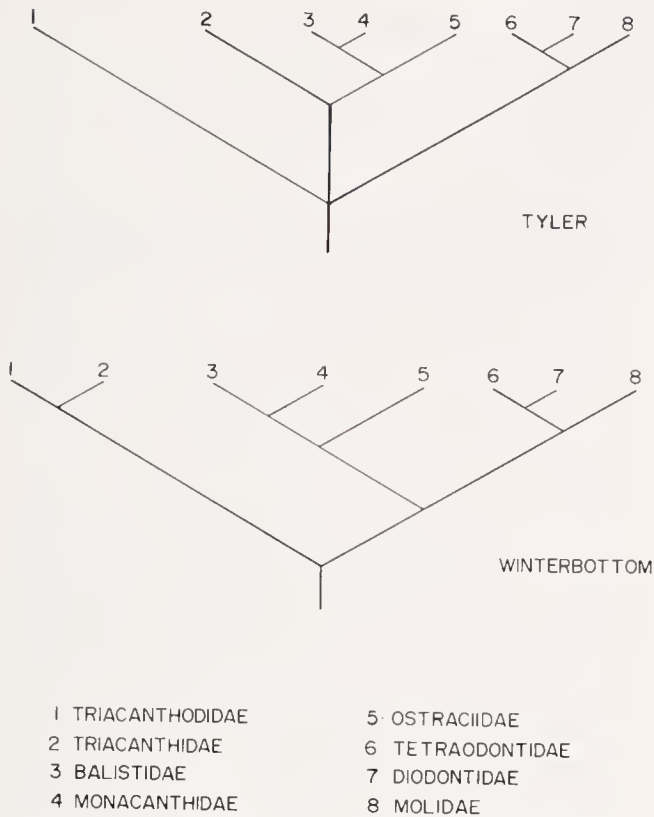 1 2 3 4 5 6 7 8
TYLER
1 2 3 4 5 6 7 8
WINTERBOTTOM
1 TRIACANTHODIDAE
2 TRIACANTHIDAE
3 BALISTIDAE
4 MONACANTHIDAE
5 OSTRACIIDAE
6 TETRAODONTIDAE
7 DIODONTIDAE
8 MOLIDAE